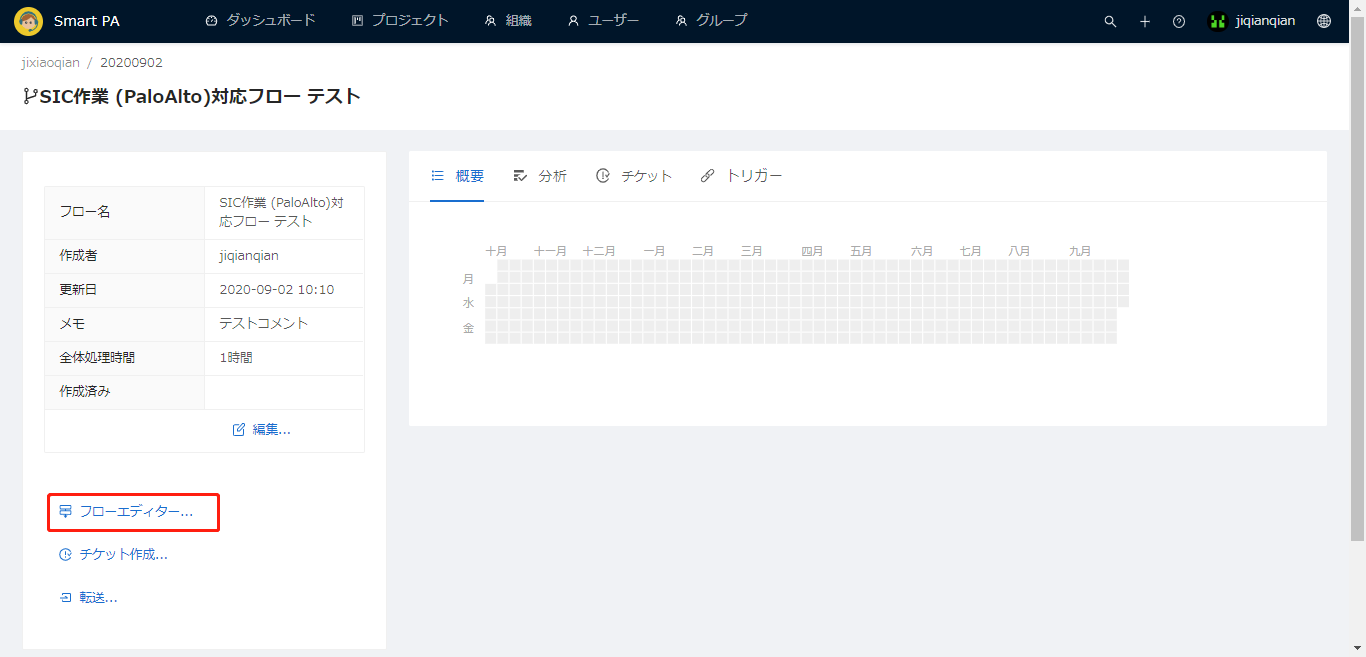 Smart PA ダッシュボード プロジェクト 組織 ユーザー グループ jiqianqian
jixiaoqian / 20200902
SIC作業 (PaloAlto)対応フロー テスト
フロー名 SIC作業 (PaloAlto)対
応フロー テスト
作成者 jiqianqian
更新日 2020-09-02 10:10
メモ テストコメント
全体処理時間 1時間
作成済み
編集...
フローエディター...
チケット作成...
転送...
概要 分析 チケット トリガー
十月 十一月 十二月 一月 二月 三月 四月 五月 六月 七月 八月 九月
月
水
金